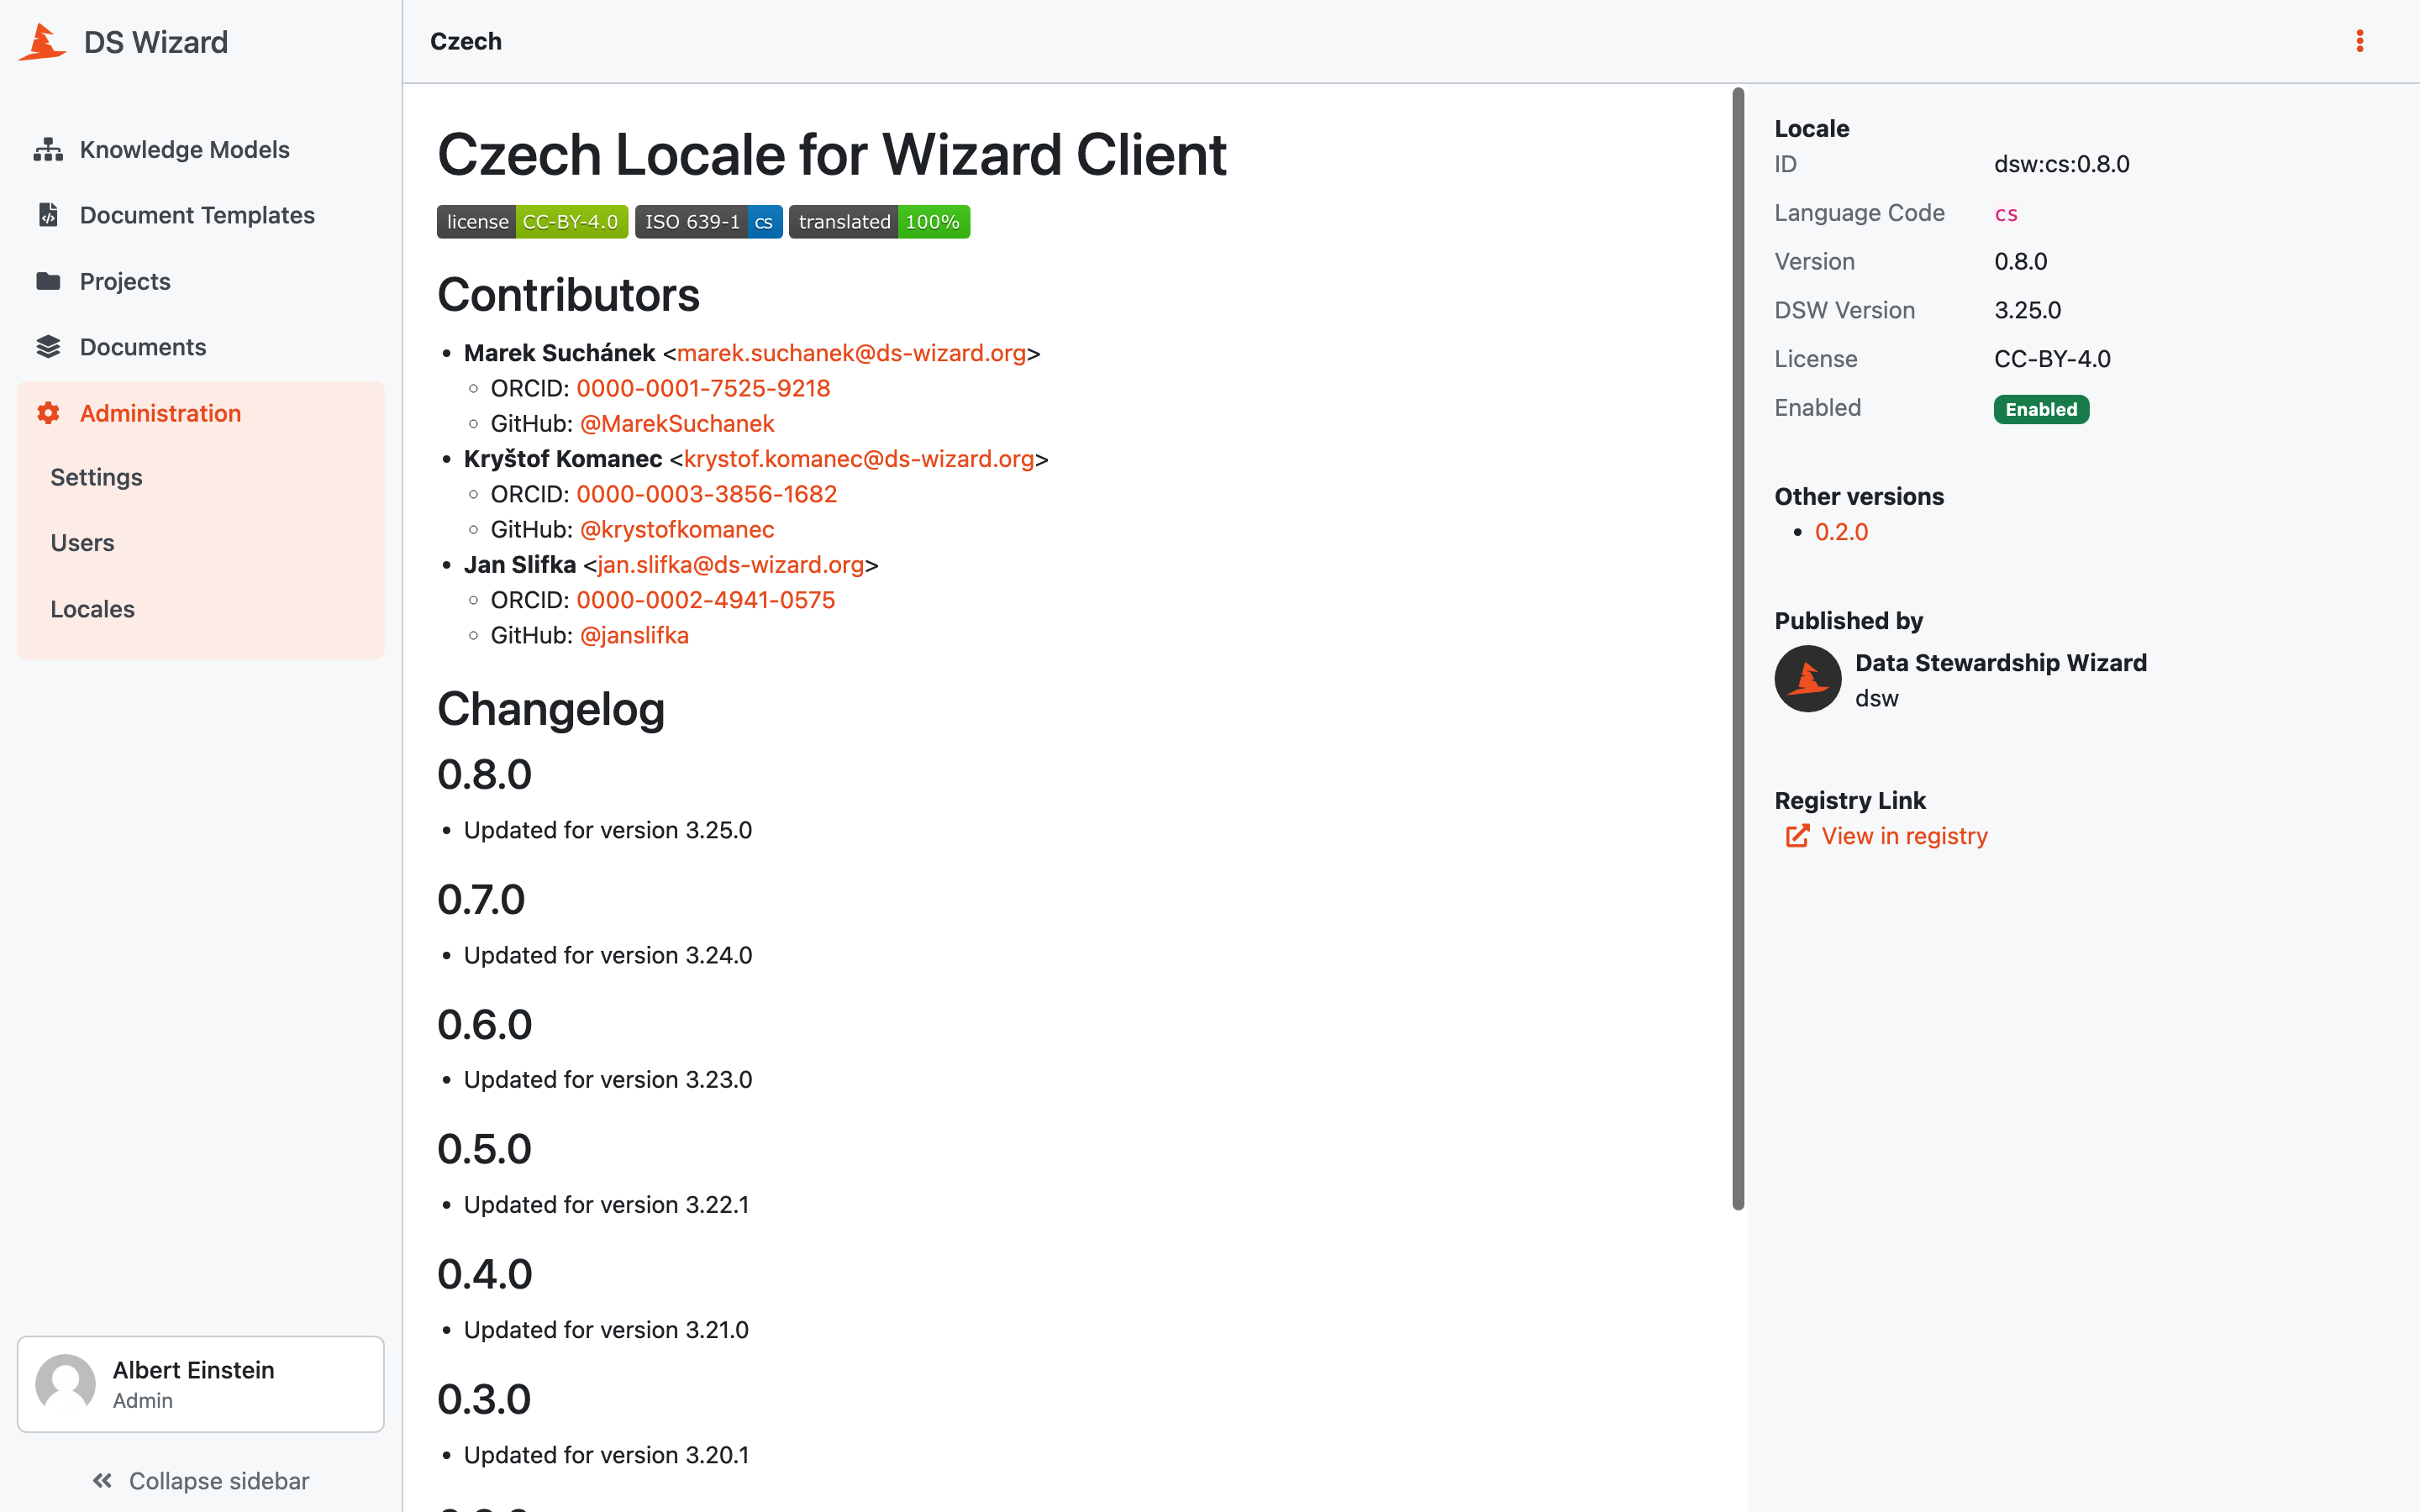 DS Wizard
Knowledge Models
Document Templates
Projects
Documents
Administration
Settings
Users
Locales
Albert Einstein
Admin
Collapse sidebar
Czech
Czech Locale for Wizard Client
license CC-BY-4.0 ISO 639-1 cs translated 100%
Contributors
• Marek Suchánek <marek.suchanek@ds-wizard.org>
◦ ORCID: 0000-0001-7525-9218
◦ GitHub: @MarekSuchanek
• Kryštof Komanec <krystof.komanec@ds-wizard.org>
◦ ORCID: 0000-0003-3856-1682
◦ GitHub: @krystofkomanec
• Jan Slifka <jan.slifka@ds-wizard.org>
◦ ORCID: 0000-0002-4941-0575
◦ GitHub: @janslifka
Changelog
0.8.0
• Updated for version 3.25.0
0.7.0
• Updated for version 3.24.0
0.6.0
• Updated for version 3.23.0
0.5.0
• Updated for version 3.22.1
0.4.0
• Updated for version 3.21.0
0.3.0
• Updated for version 3.20.1
Locale
ID dsw:cs:0.8.0
Language Code cs
Version 0.8.0
DSW Version 3.25.0
License CC-BY-4.0
Enabled Enabled
Other versions
• 0.2.0
Published by
Data Stewardship Wizard
dsw
Registry Link
View in registry